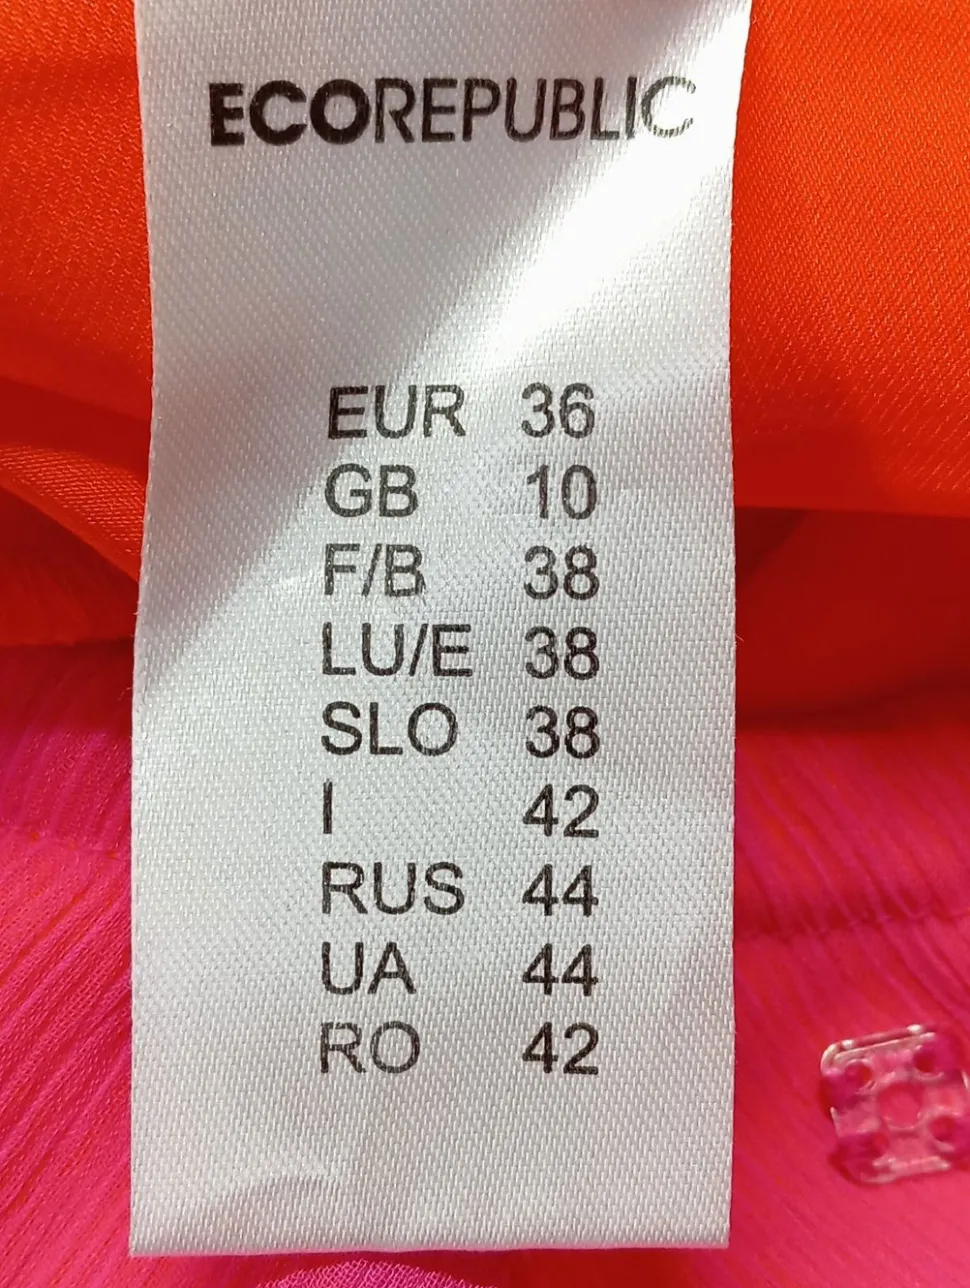 ECOREPUBLIC
EUR 36
GB 10
F/B 38
LU/E 38
SLO 38
I 42
RUS 44
UA 44
RO 42